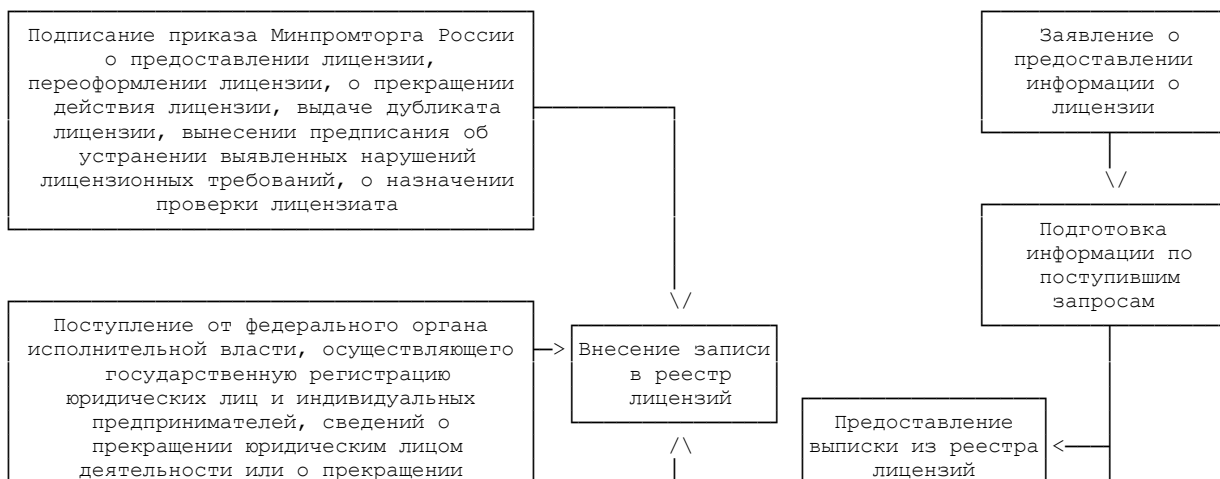 Подписание приказа Минпромторга России
о предоставлении лицензии,
переоформлении лицензии, о прекращении
действия лицензии, выдаче дубликата
лицензии, вынесении предписания об
устранении выявленных нарушений
лицензионных требований, о назначении
проверки лицензиата
Заявление о
предоставлении
информации о
лицензии
Подготовка
информации по
поступившим
запросам
Поступление от федерального органа
исполнительной власти, осуществляющего
государственную регистрацию
юридических лиц и индивидуальных
предпринимателей, сведений о
прекращении юридическим лицом
деятельности или о прекращении
Внесение записи
в реестр
лицензий
Предоставление
выписки из реестра
лицензий